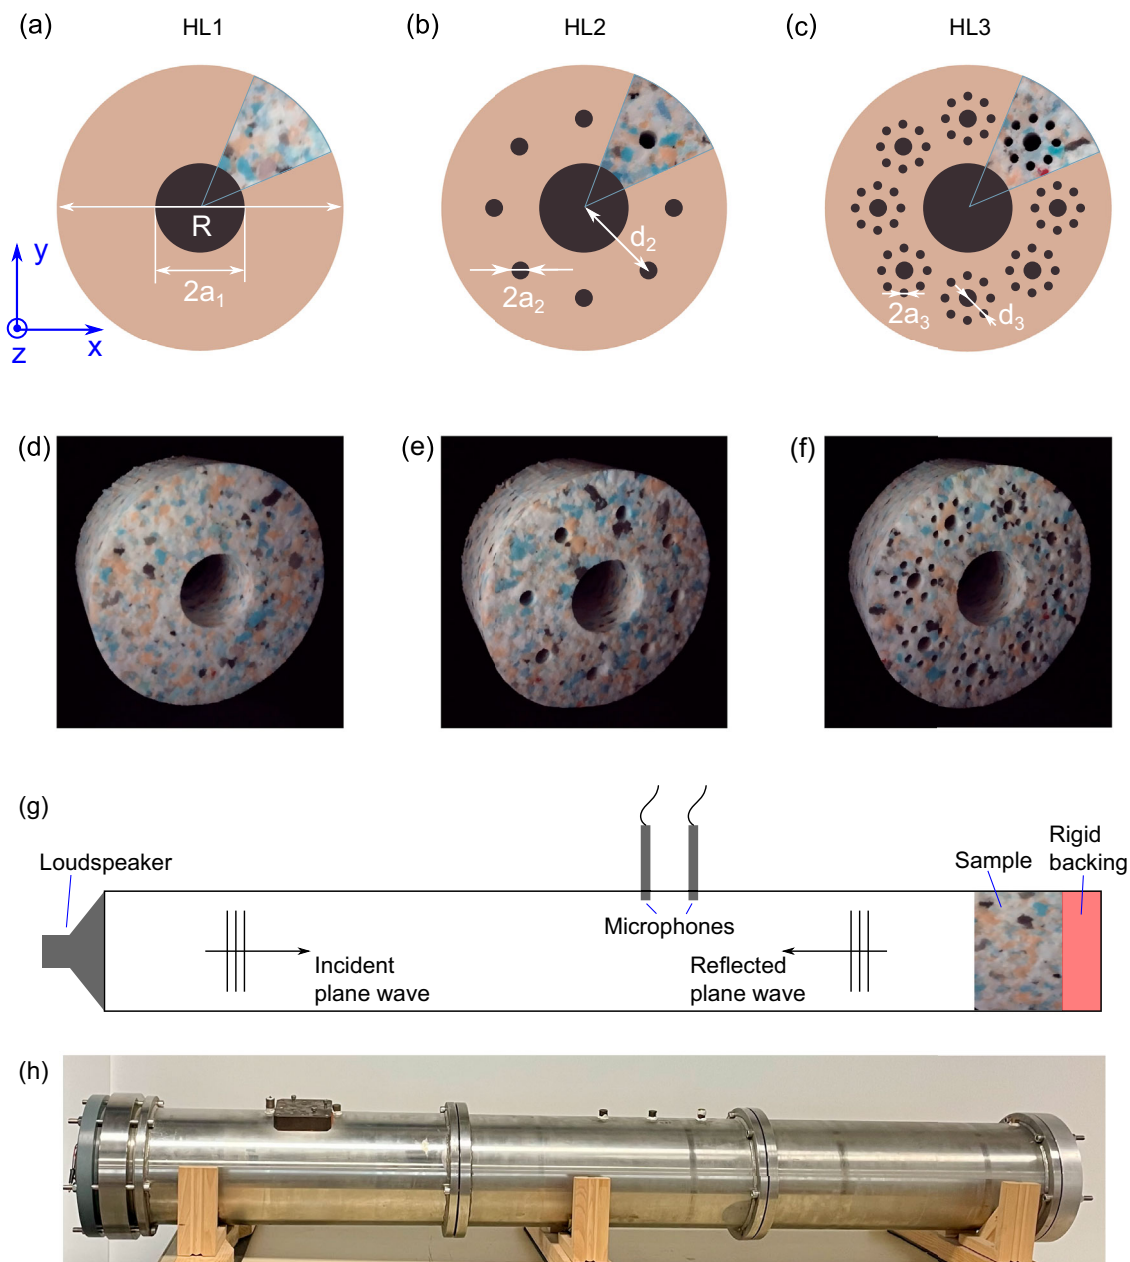 (a) HL1
(b) HL2
(c) HL3
R
2a₁
d₂
2a₂
2a₃
d₃
y
z
x
(d)
(e)
(f)
(g)
Loudspeaker
Microphones
Incident
plane wave
Reflected
plane wave
Sample
Rigid
backing
(h)